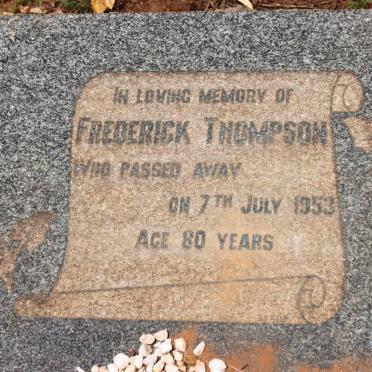 In loving memory of
Frederick Thompson
Who passed away
on 7th July 1953
Age 80 years